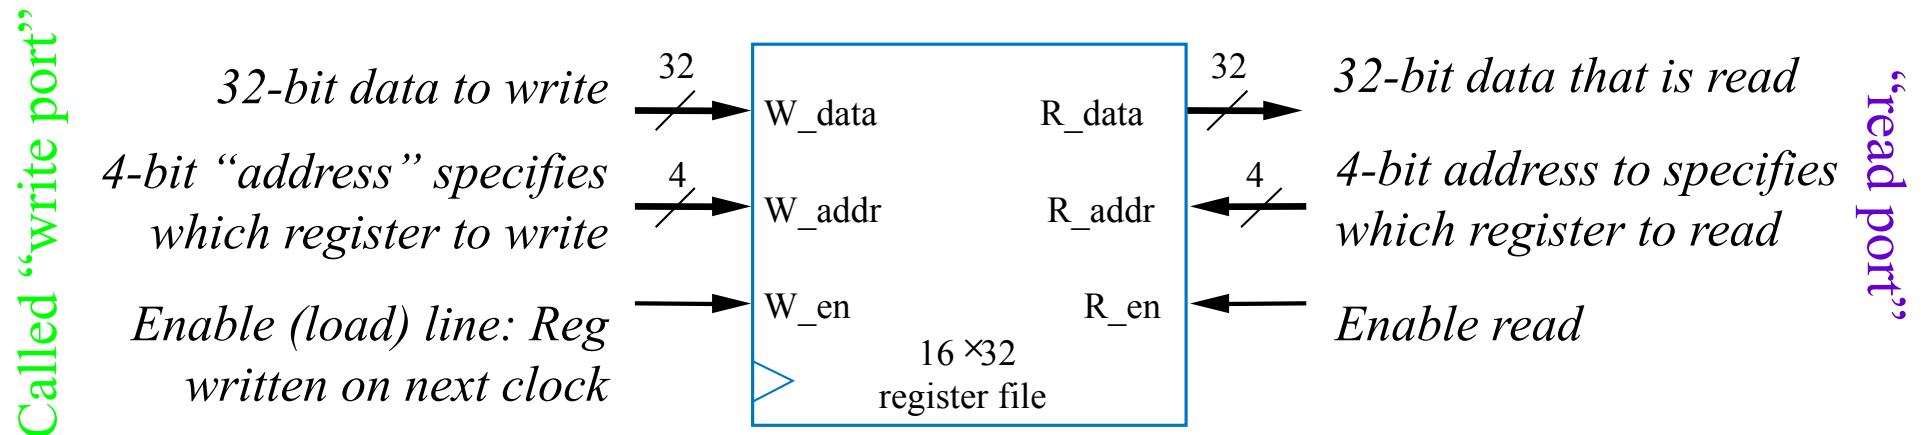 Called “write port”
32-bit data to write
4-bit “address” specifies
which register to write
Enable (load) line: Reg
written on next clock
32
4
W_data
W_addr
W_en
R_data
R_addr
R_en
16 ×32
register file
32
4
32-bit data that is read
4-bit address to specifies
which register to read
Enable read
“read port”